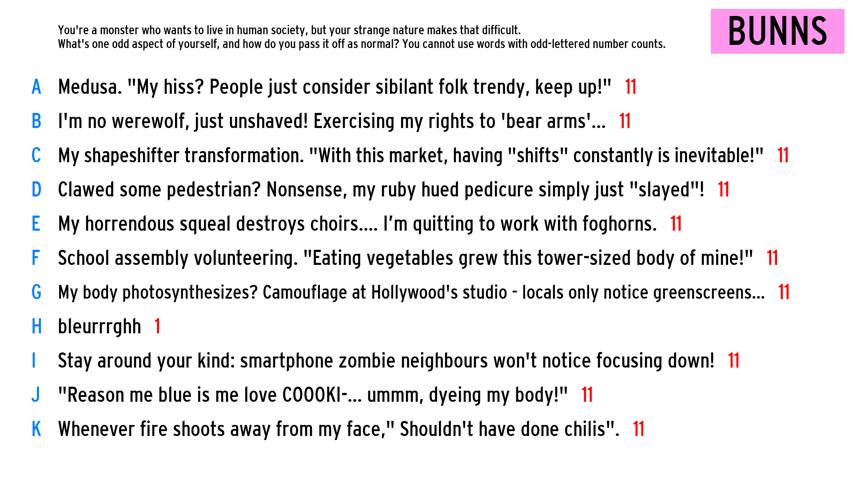 You're a monster who wants to live in human society, but your strange nature makes that difficult.
What's one odd aspect of yourself, and how do you pass it off as normal? You cannot use words with odd-lettered number counts.
BUNNS
A Medusa. "My hiss? People just consider sibilant folk trendy, keep up!" 11
B I'm no werewolf, just unshaved! Exercising my rights to 'bear arms'... 11
C My shapeshifter transformation. "With this market, having "shifts" constantly is inevitable!" 11
D Clawed some pedestrian? Nonsense, my ruby hued pedicure simply just "slayed"! 11
E My horrendous squeal destroys choirs.... I’m quitting to work with foghorns. 11
F School assembly volunteering. "Eating vegetables grew this tower-sized body of mine!" 11
G My body photosynthesizes? Camouflage at Hollywood's studio - locals only notice greenscreens... 11
H bleurrrghh 1
I Stay around your kind: smartphone zombie neighbours won't notice focusing down! 11
J "Reason me blue is me love COOOKI-... ummm, dyeing my body!" 11
K Whenever fire shoots away from my face," Shouldn't have done chilis". 11